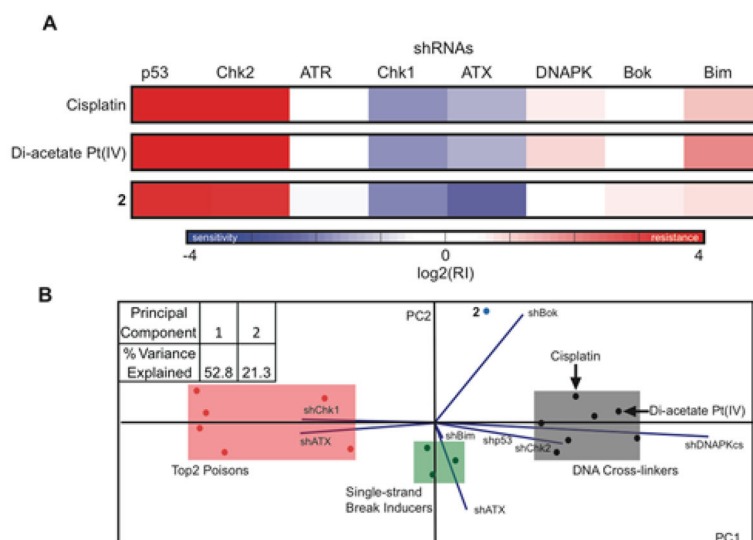 A
shRNAs
p53 Chk2 ATR Chk1 ATX DNAPK Bok Bim
Cisplatin
Di-acetate Pt(IV)
2
sensitivity resistance
-4 0 4
log2(RI)
B
Principal Component 1 2
% Variance Explained 52.8 21.3
PC2
2
shBok
Cisplatin
Di-acetate Pt(IV)
shChk1
shATX
shBim
shp53
shChk2
shDNAPKcs
Top2 Poisons
DNA Cross-linkers
Single-strand
Break Inducers
shATX
PC1